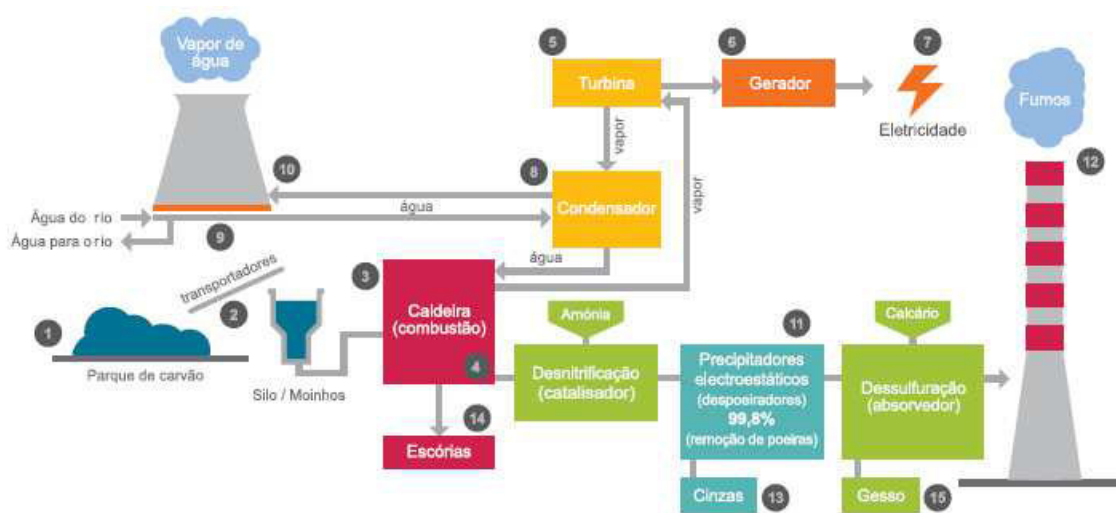 Vapor de
água
5
6
7
Turbina
Gerador
Eletricidade
Fumos
vapor
12
10
8
Condensador
vapor
água
Água do rio
Água para o rio
9
água
transportadores
3
1
2
Caldeira
(combustão)
4
Parque de carvão
Silo / Moinhos
14
Escórias
Amónia
Desnitrificação
(catalisador)
11
Precipitadores
electroestáticos
(despoeiradores)
99,8%
(remoção de poeiras)
Cinzas
13
Calcário
Dessulfuração
(absorvedor)
Gesso
15